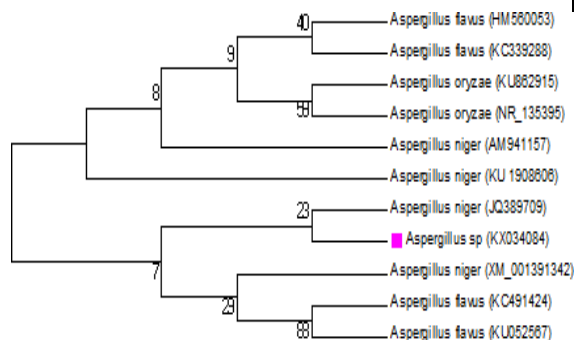 40
Aspergillus flavus (HM560053)
9
Aspergillus flavus (KC339288)
8
Aspergillus oryzae (KU862915)
59
Aspergillus oryzae (NR_135395)
Aspergillus niger (AM941157)
Aspergillus niger (KU 1908606)
23
Aspergillus niger (JQ389709)
Aspergillus sp (KX034084)
7
Aspergillus niger (XM_001391342)
29
Aspergillus flavus (KC491424)
88
Aspergillus flavus (KU052567)